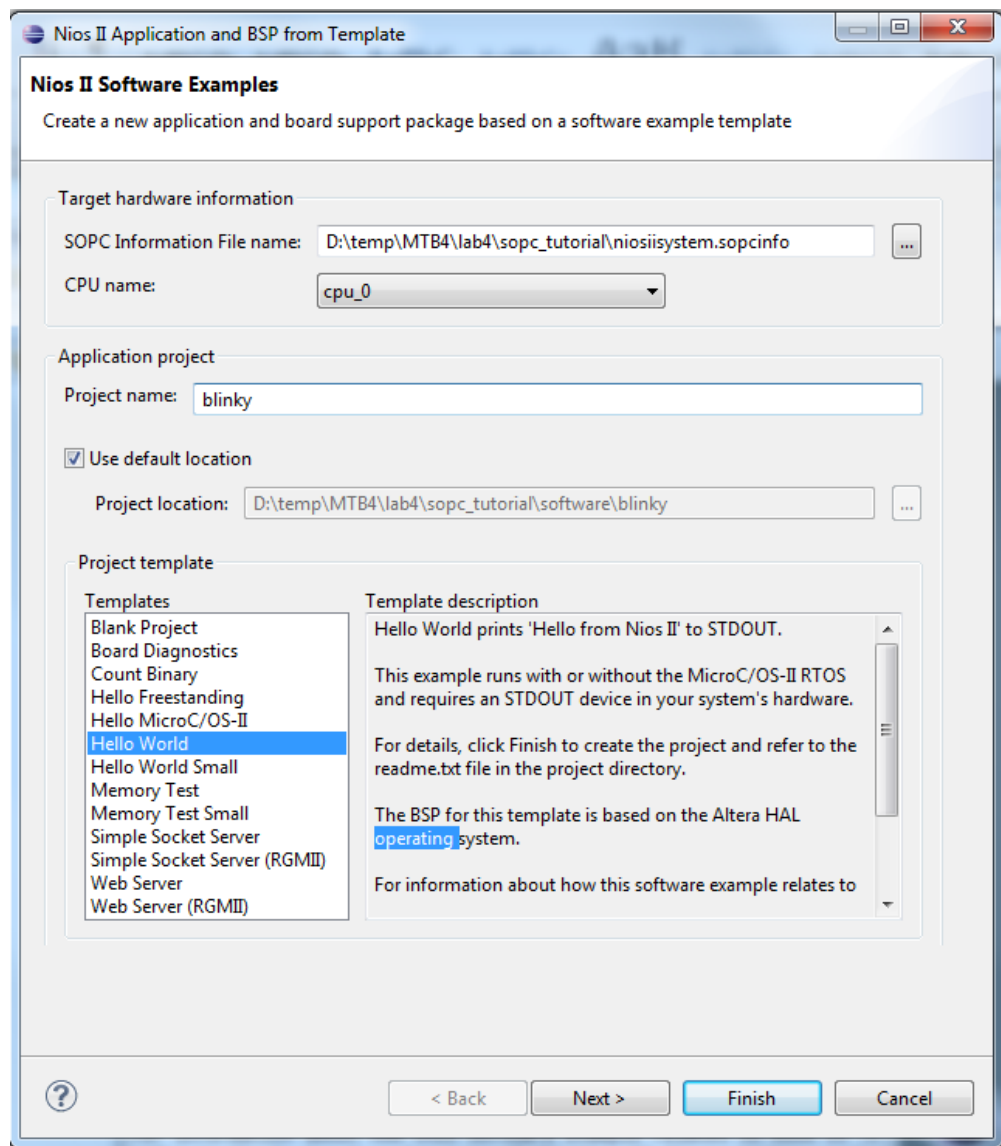 Nios II Application and BSP from Template
Nios II Software Examples
Create a new application and board support package based on a software example template
Target hardware information
SOPC Information File name: D:\temp\MTB4\lab4\sopc_tutorial\niosiisystem.sopcinfo ...
CPU name: cpu_0
Application project
Project name: blinky
Use default location
Project location: D:\temp\MTB4\lab4\sopc_tutorial\software\blinky ...
Project template
Templates
Blank Project
Board Diagnostics
Count Binary
Hello Freestanding
Hello MicroC/OS-II
Hello World
Hello World Small
Memory Test
Memory Test Small
Simple Socket Server
Simple Socket Server (RGMII)
Web Server
Web Server (RGMII)
Template description
Hello World prints 'Hello from Nios II' to STDOUT.
This example runs with or without the MicroC/OS-II RTOS
and requires an STDOUT device in your system's hardware.
For details, click Finish to create the project and refer to the
readme.txt file in the project directory.
The BSP for this template is based on the Altera HAL
operating system.
For information about how this software example relates to
? < Back Next > Finish Cancel